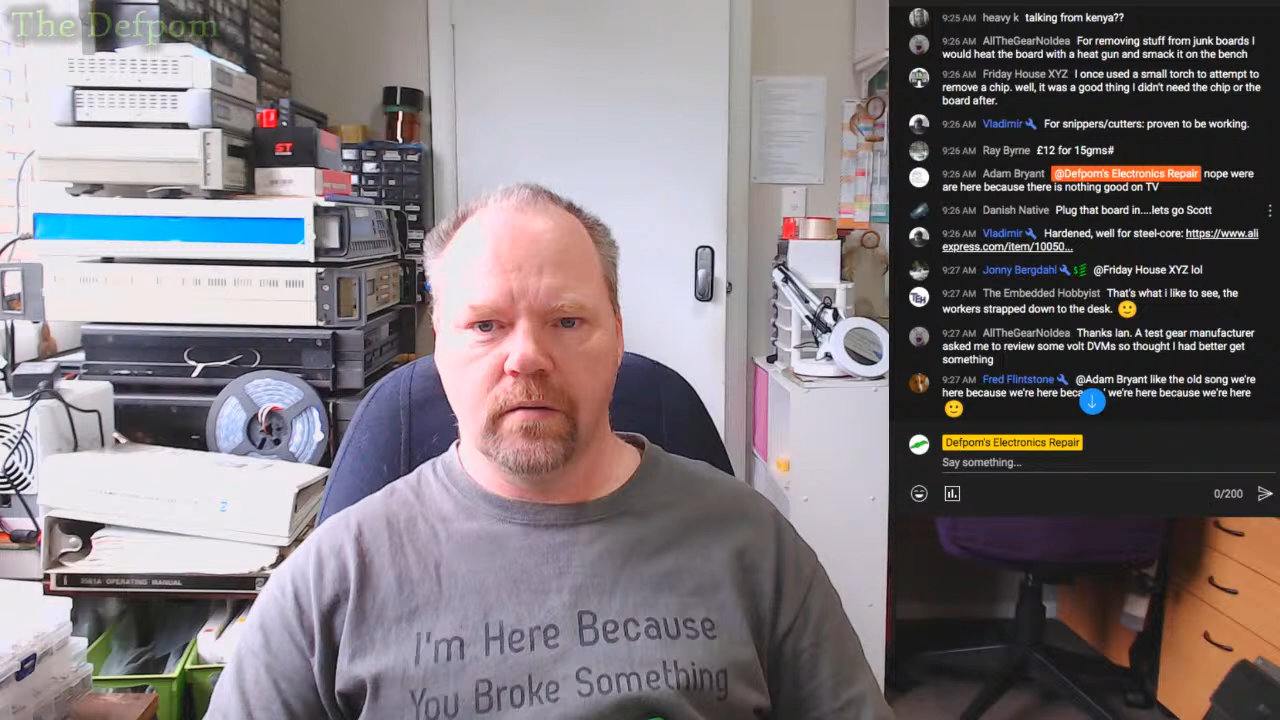 The Defpom
ST
2
3581A OPERATING MANUAL
I'm Here Because
You Broke Something
9:25 AM heavy k talking from kenya??
9:26 AM AllTheGearNoIdea For removing stuff from junk boards I
would heat the board with a heat gun and smack it on the bench
9:26 AM Friday House XYZ I once used a small torch to attempt to
remove a chip. well, it was a good thing I didn't need the chip or the
board after.
9:26 AM Vladimir For snippers/cutters: proven to be working.
9:26 AM Ray Byrne £12 for 15gms#
9:26 AM Adam Bryant @Defpom's Electronics Repair nope were
are here because there is nothing good on TV
9:26 AM Danish Native Plug that board in....lets go Scott
9:26 AM Vladimir Hardened, well for steel-core: https://www.ali
express.com/item/10050...
9:27 AM Jonny Bergdahl @Friday House XYZ lol
TEH
9:27 AM The Embedded Hobbyist That's what i like to see, the
workers strapped down to the desk. 🙂
9:27 AM AllTheGearNoIdea Thanks Ian. A test gear manufacturer
asked me to review some volt DVMs so thought I had better get
something
9:27 AM Fred Flintstone @Adam Bryant like the old song we're
here because we're here because we're here because we're here
🙂
Defpom's Electronics Repair
Say something...
0/200